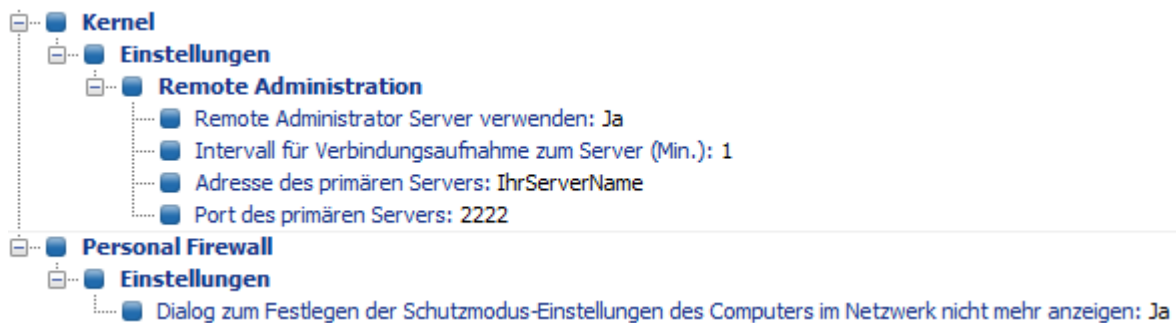 Kernel
Einstellungen
Remote Administration
Remote Administrator Server verwenden: Ja
Intervall für Verbindungsaufnahme zum Server (Min.): 1
Adresse des primären Servers: IhrServerName
Port des primären Servers: 2222
Personal Firewall
Einstellungen
Dialog zum Festlegen der Schutzmodus-Einstellungen des Computers im Netzwerk nicht mehr anzeigen: Ja